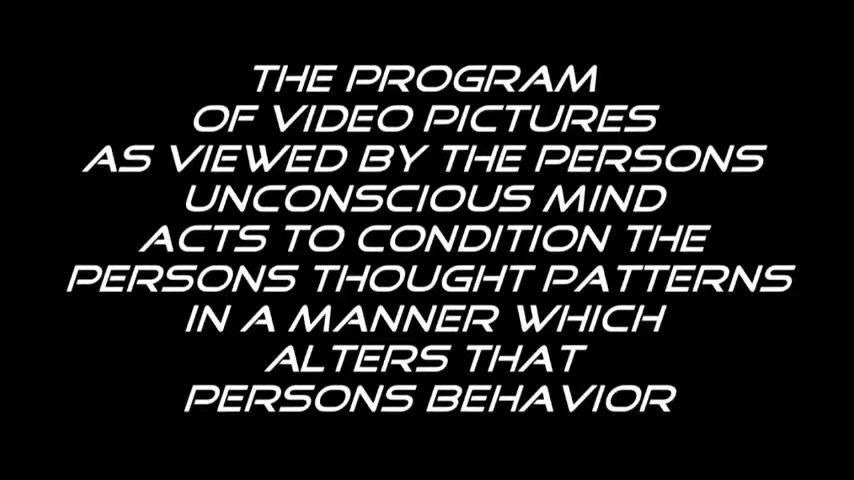 THE PROGRAM
OF VIDEO PICTURES
AS VIEWED BY THE PERSONS
UNCONSCIOUS MIND
ACTS TO CONDITION THE
PERSONS THOUGHT PATTERNS
IN A MANNER WHICH
ALTERS THAT
PERSONS BEHAVIOR